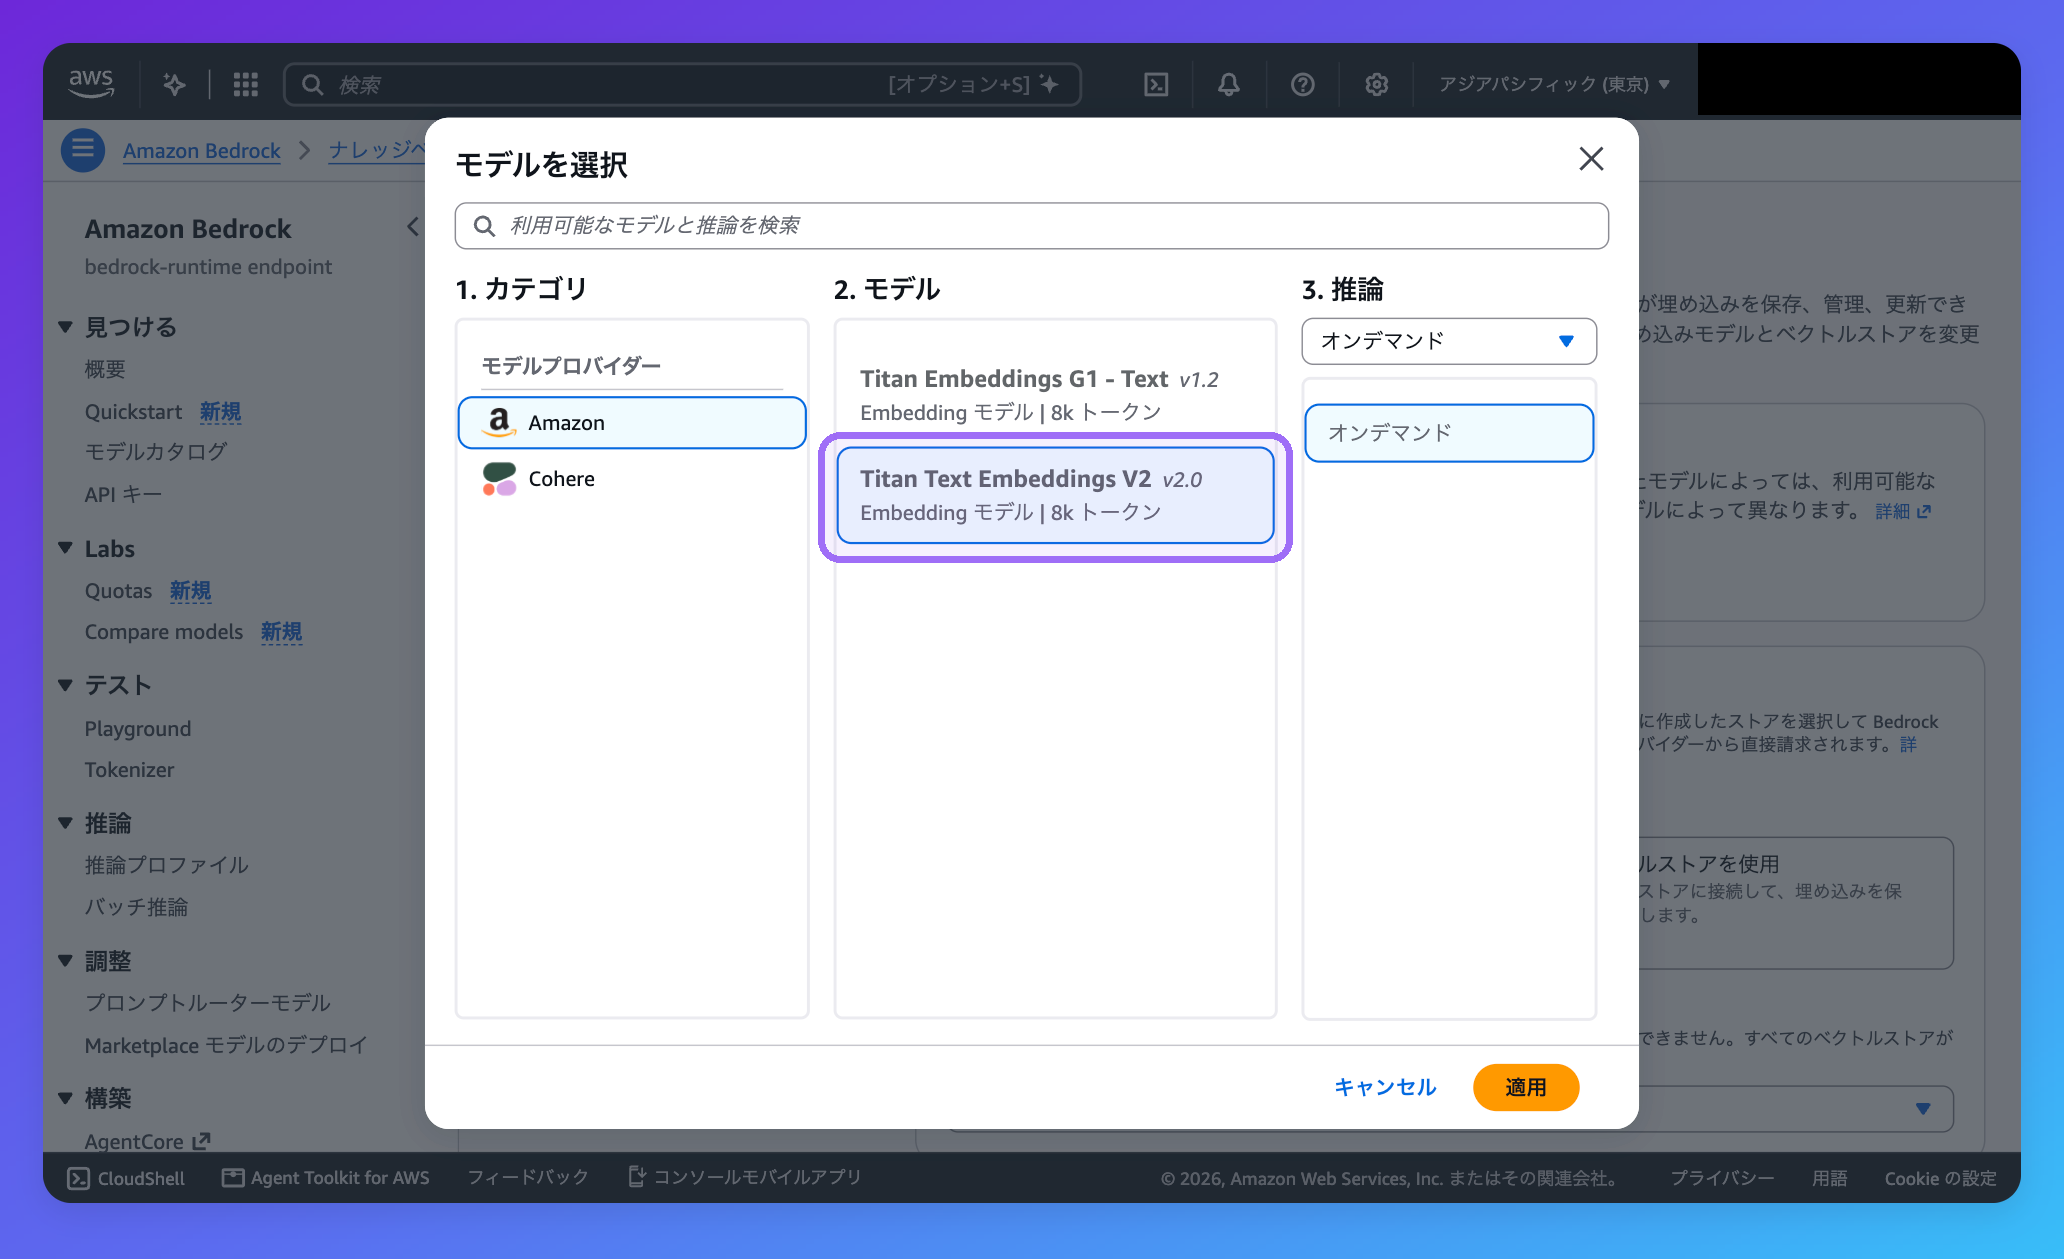 aws
検索
[オプション+S]
アジアパシフィック (東京)
Amazon Bedrock
ナレッジベ
Amazon Bedrock
bedrock-runtime endpoint
見つける
概要
Quickstart 新規
モデルカタログ
API キー
Labs
Quotas 新規
Compare models 新規
テスト
Playground
Tokenizer
推論
推論プロファイル
バッチ推論
調整
プロンプトルーターモデル
Marketplace モデルのデプロイ
構築
AgentCore
モデルを選択
利用可能なモデルと推論を検索
1. カテゴリ
モデルプロバイダー
Amazon
Cohere
2. モデル
Titan Embeddings G1 - Text v1.2
Embedding モデル | 8k トークン
Titan Text Embeddings V2 v2.0
Embedding モデル | 8k トークン
3. 推論
オンデマンド
オンデマンド
キャンセル
適用
が埋め込みを保存、管理、更新でき
め込みモデルとベクトルストアを変更
たモデルによっては、利用可能な
デルによって異なります。 詳細
に作成したストアを選択して Bedrock
バイダーから直接請求されます。詳
ルストアを使用
ストアに接続して、埋め込みを保
します。
できません。すべてのベクトルストアが
CloudShell
Agent Toolkit for AWS
フィードバック
コンソールモバイルアプリ
© 2026, Amazon Web Services, Inc. またはその関連会社。
プライバシー
用語
Cookie の設定